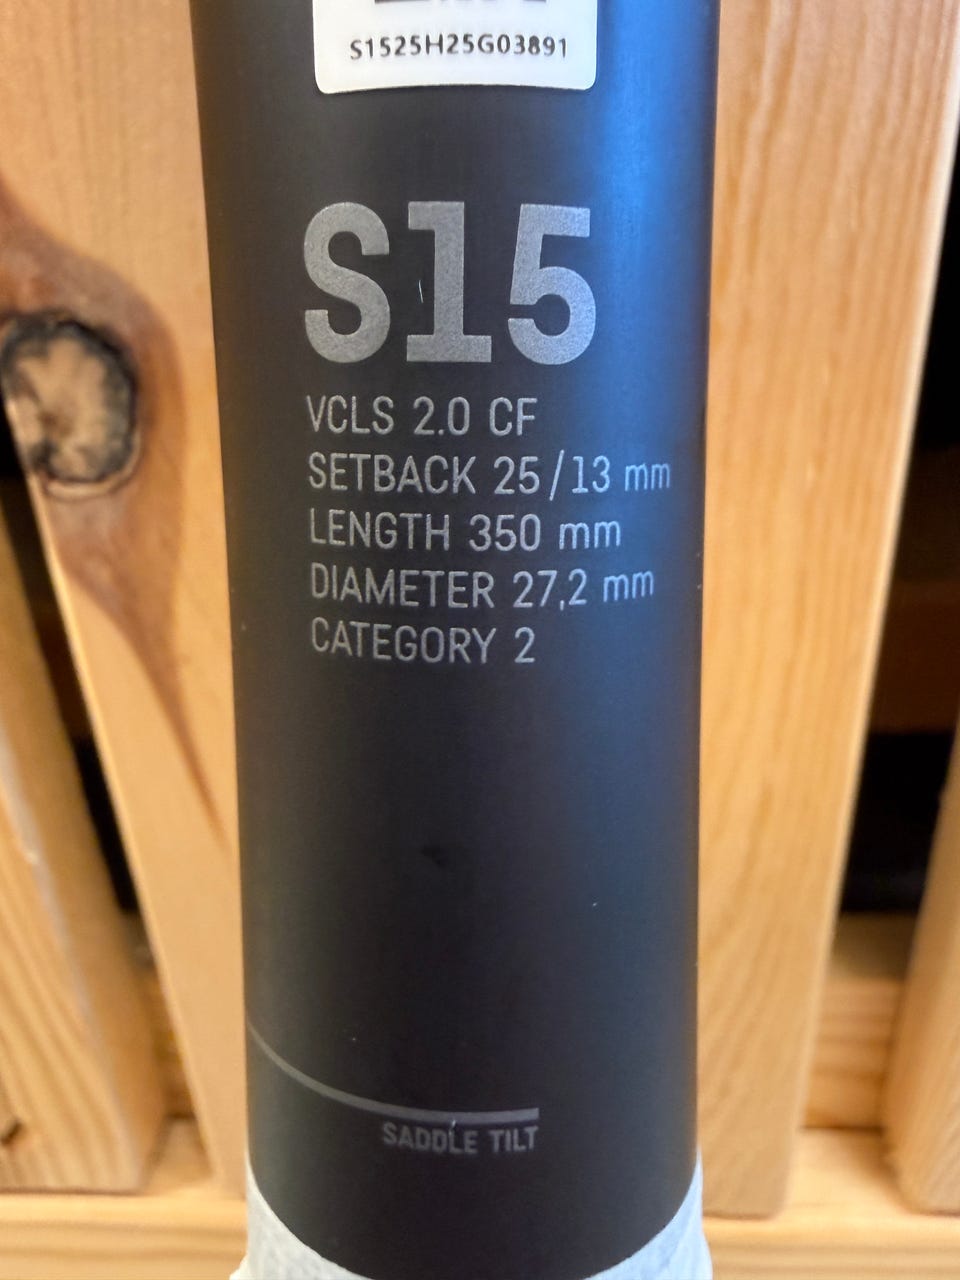 S1525H25G03891
S15
VCLS 2.0 CF
SETBACK 25/13 mm
LENGTH 350 mm
DIAMETER 27,2 mm
CATEGORY 2
SADDLE TILT